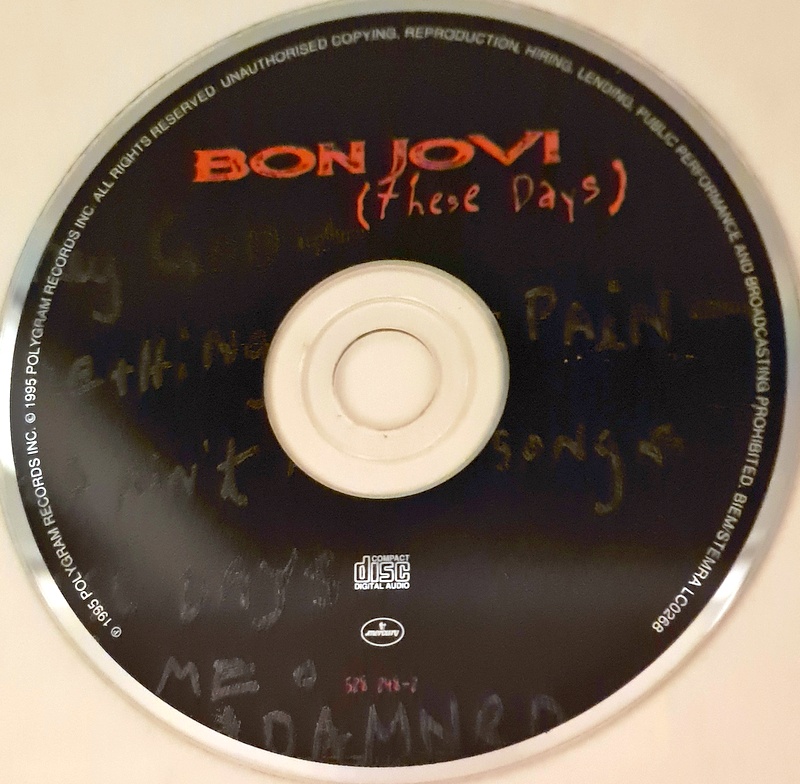 ℗ 1995 POLYGRAM RECORDS INC. © 1995 POLYGRAM RECORDS INC. ALL RIGHTS RESERVED UNAUTHORISED COPYING, REPRODUCTION, HIRING, LENDING, PUBLIC PERFORMANCE AND BROADCASTING PROHIBITED. BIEM/STEMRA LC0268
BON JOVI
(These Days)
PAiN
DAYS
COMPACT
disc
DIGITAL AUDIO
mercury
ME
528 248-2